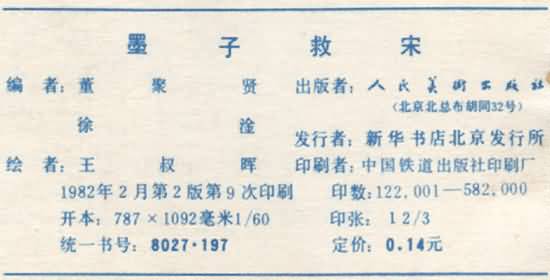 墨子救宋
编者：董聚贤 出版者：人民美术出版社
（北京北总布胡同32号）
徐淦
发行者：新华书店北京发行所
绘者：王叔晖 印刷者：中国铁道出版社印刷厂
1982年2月第2版第9次印刷 印数：122,001—582,000
开本：787×1092毫米1/60 印张：1 2/3
统一书号：8027·197 定价：0.14元